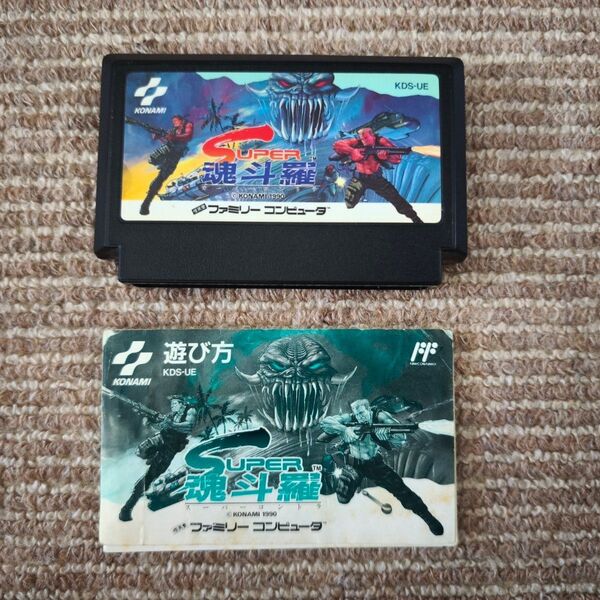 KONAMI
KDS-UE
SUPER
魂斗羅
© KONAMI 1990
ファミリー コンピュータ
遊び方
KONAMI
KDS-UE
SUPER
魂斗羅 TM
スーパーコントラ
© KONAMI 1990
ファミリー コンピュータ